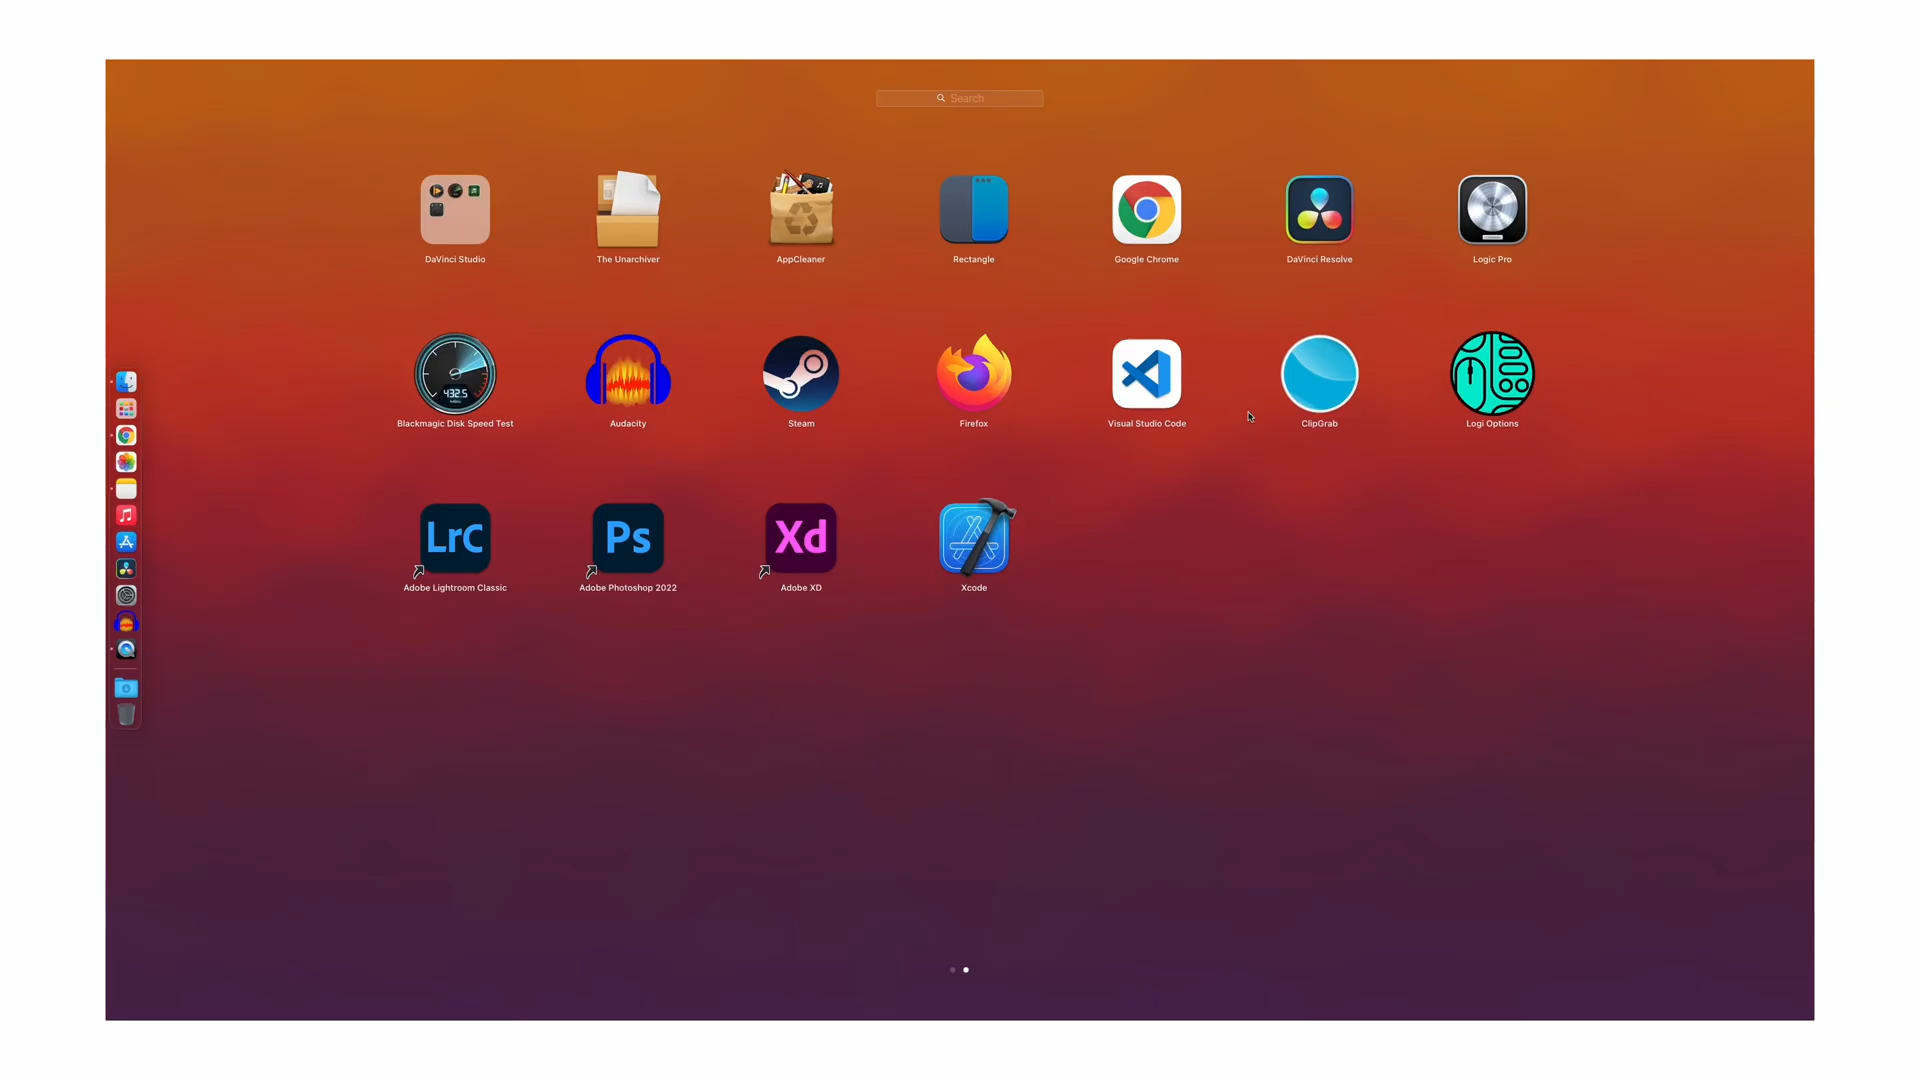 Search
DaVinci Studio
The Unarchiver
AppCleaner
Rectangle
Google Chrome
DaVinci Resolve
Logic Pro
432.5
Blackmagic Disk Speed Test
Audacity
Steam
Firefox
Visual Studio Code
ClipGrab
Logi Options
LrC
Ps
Xd
Adobe Lightroom Classic
Adobe Photoshop 2022
Adobe XD
Xcode